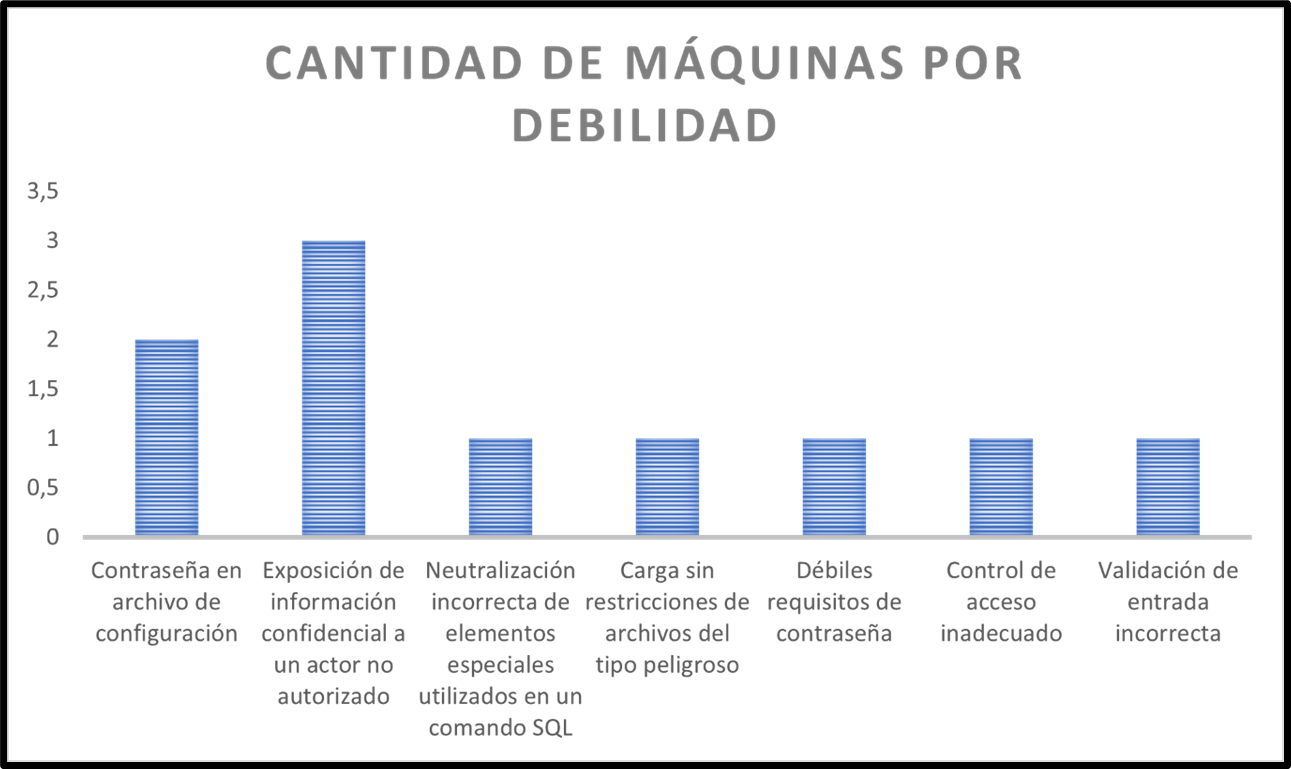 CANTIDAD DE MÁQUINAS POR
DEBILIDAD
3,5
3
2,5
2
1,5
1
0,5
0
Contraseña en
archivo de
configuración
Exposición de
información
confidencial a
un actor no
autorizado
Neutralización
incorrecta de
elementos
especiales
utilizados en un
comando SQL
Carga sin
restricciones de
archivos del
tipo peligroso
Débiles
requisitos de
contraseña
Control de
acceso
inadecuado
Validación de
entrada
incorrecta